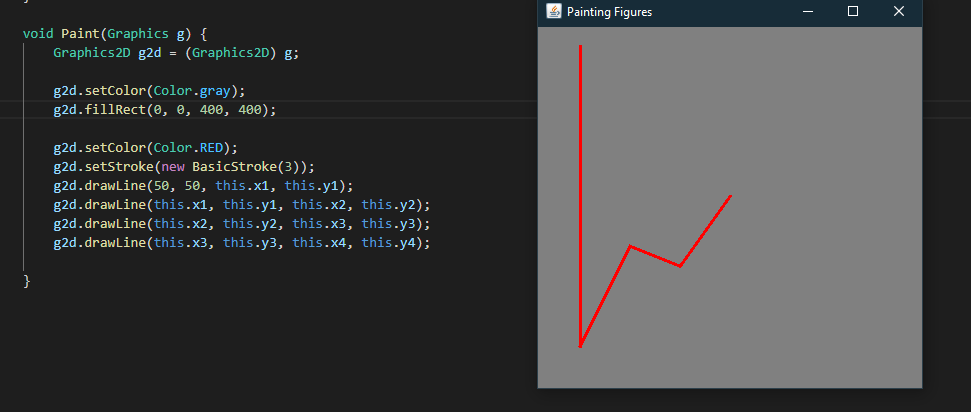 }
void Paint(Graphics g) {
Graphics2D g2d = (Graphics2D) g;
g2d.setColor(Color.gray);
g2d.fillRect(0, 0, 400, 400);
g2d.setColor(Color.RED);
g2d.setStroke(new BasicStroke(3));
g2d.drawLine(50, 50, this.x1, this.y1);
g2d.drawLine(this.x1, this.y1, this.x2, this.y2);
g2d.drawLine(this.x2, this.y2, this.x3, this.y3);
g2d.drawLine(this.x3, this.y3, this.x4, this.y4);
}
Painting Figures